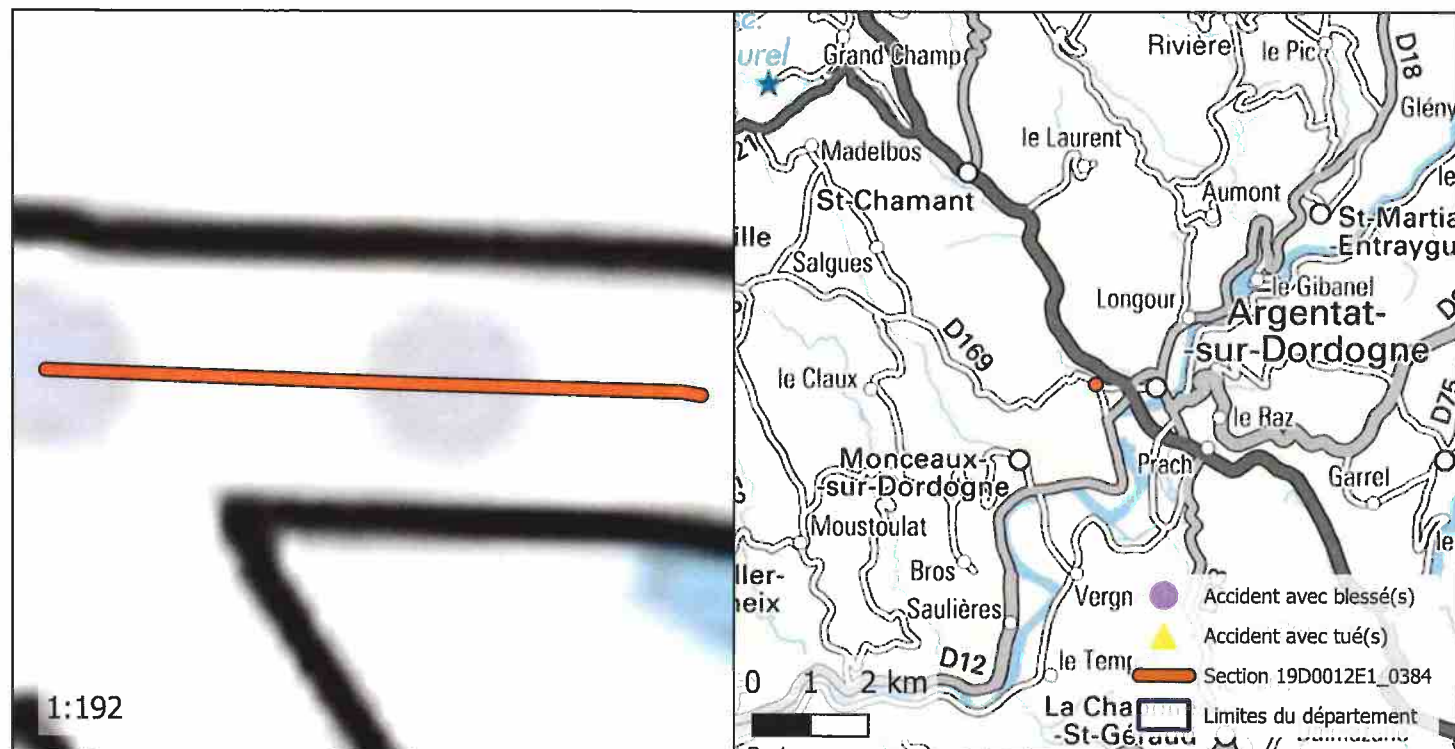 1:192
urel
Grand Champ
Rivière
le Pic
D18
Glény
21
Madelbos
le Laurent
St-Chamant
Aumont
St-Martia
-Entraygu
ille
Salgues
le Gibanel
Longour
Argentat-
-sur-Dordogne
D169
le Claux
le Raz
D75
Monceaux-
-sur-Dordogne
Prach
Garrel
Moustoulat
ller-
Bros
eix
Saulières
Vergn
Accident avec blessé(s)
Accident avec tué(s)
D12
le Temp
Section 19D0012E1_0384
0 1 2 km
La Cha
-St-Géraud
Limites du département